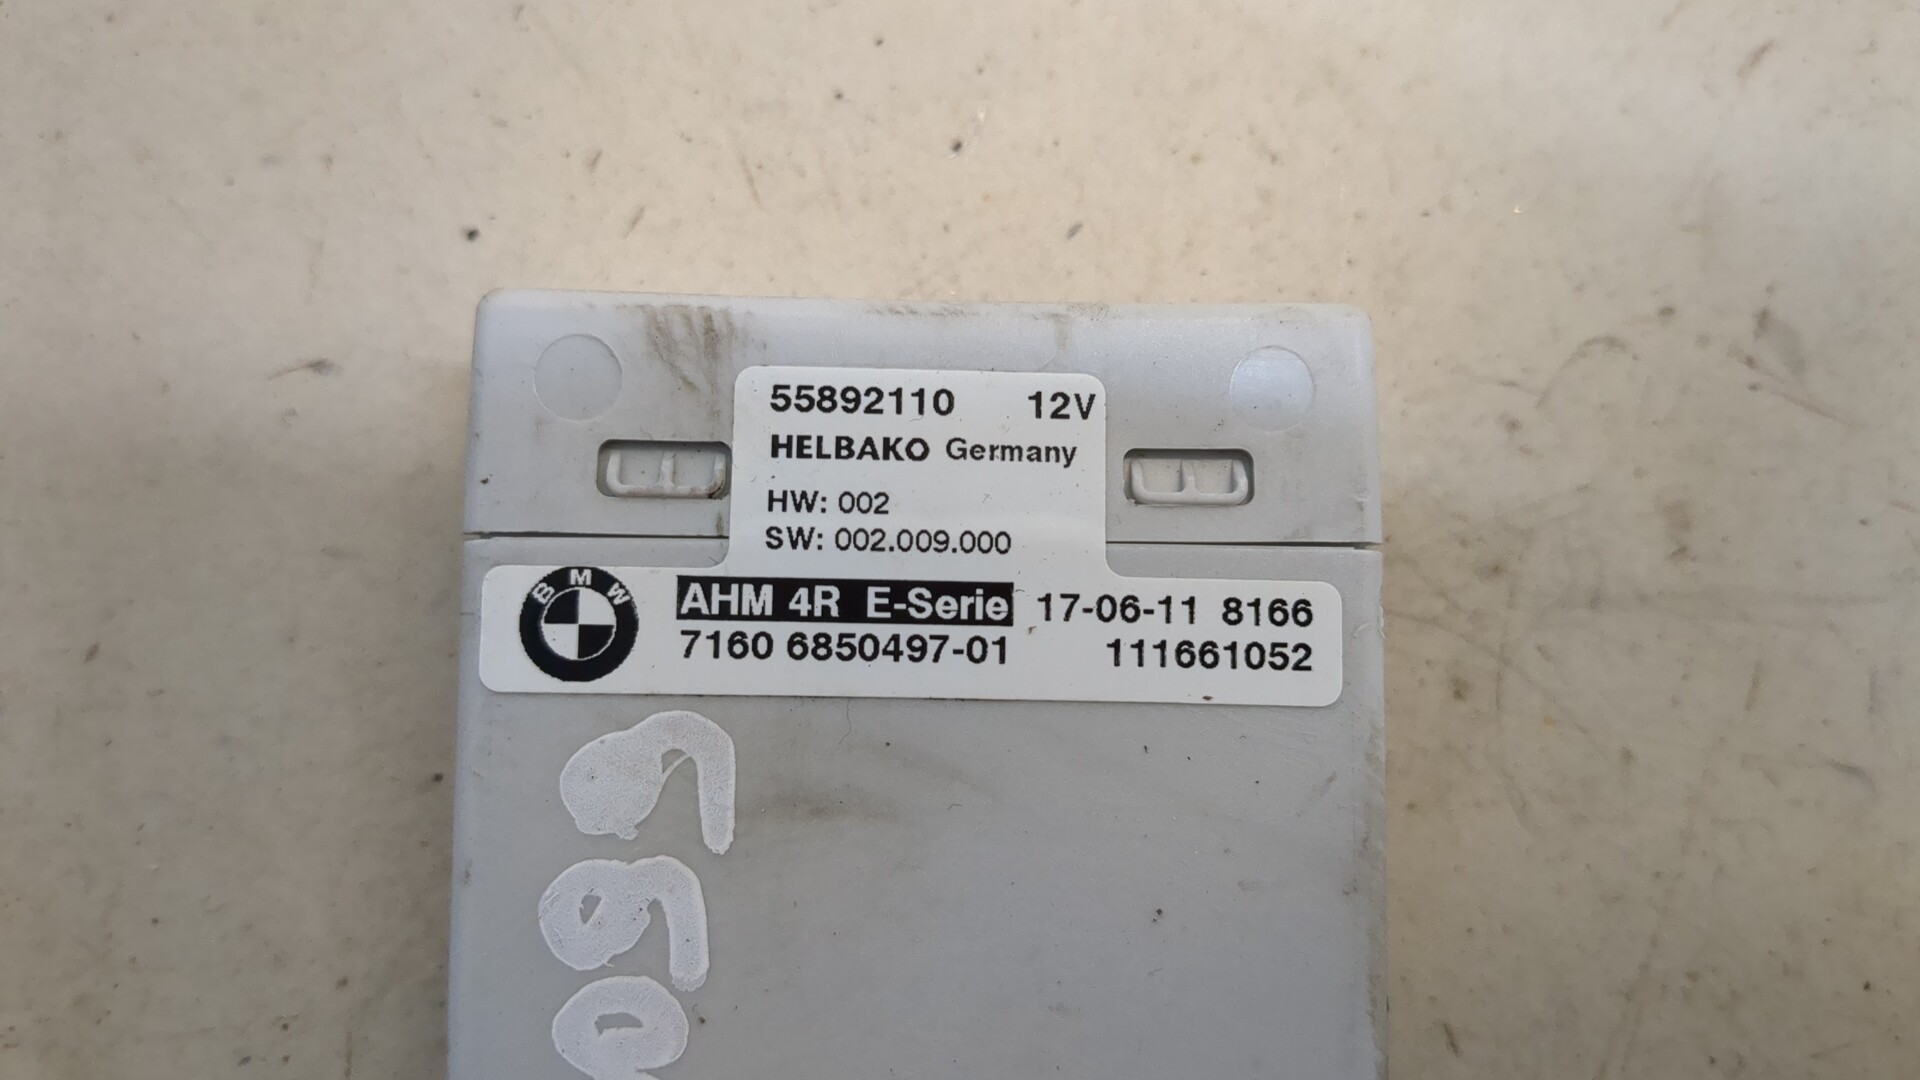 55892110 12V
HELBAKO Germany
HW: 002
SW: 002.009.000
BMW
AHM 4R E-Serie 17-06-11 8166
7160 6850497-01 111661052